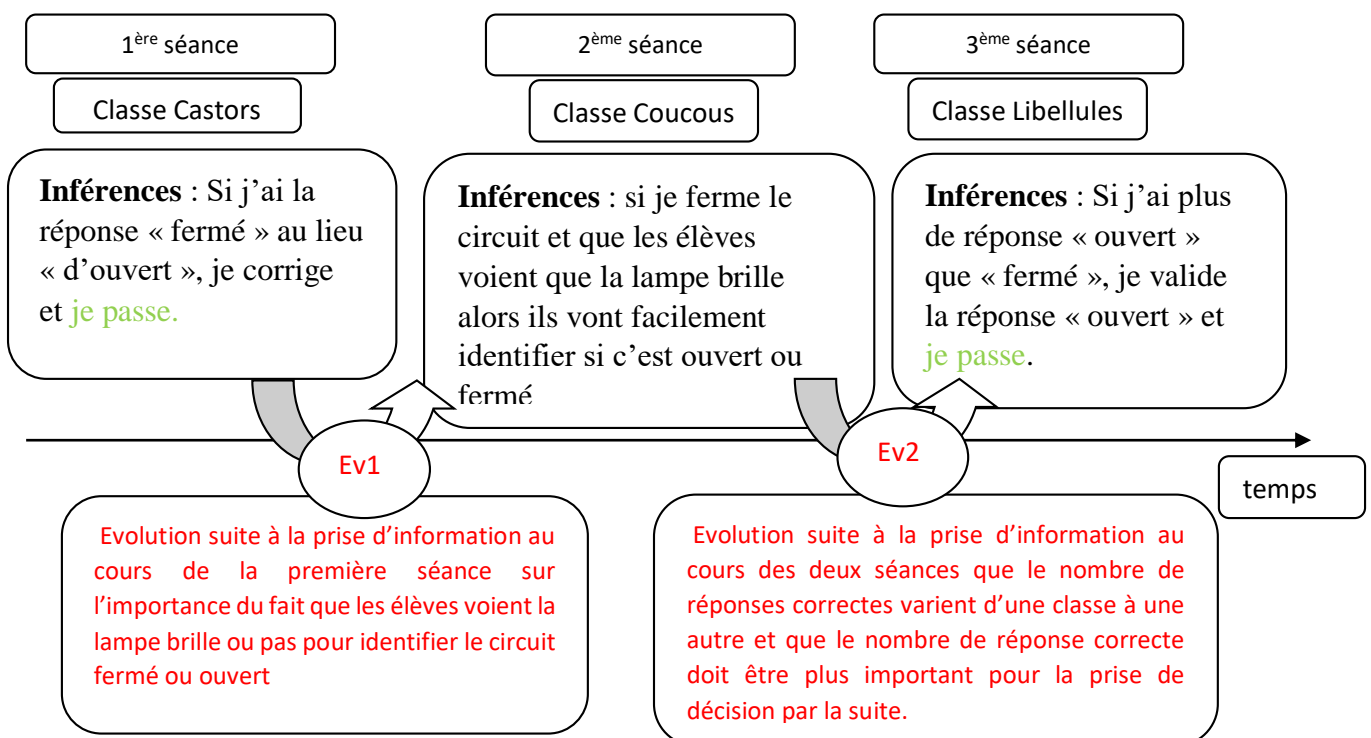 1ère séance
2ème séance
3ème séance
Classe Castors
Classe Coucous
Classe Libellules
Inférences : Si j’ai la
réponse « fermé » au lieu
« d’ouvert », je corrige
et je passe.
Inférences : si je ferme le
circuit et que les élèves
voient que la lampe brille
alors ils vont facilement
identifier si c’est ouvert ou
fermé
Inférences : Si j’ai plus
de réponse « ouvert »
que « fermé », je valide
la réponse « ouvert » et
je passe.
Ev1
Ev2
temps
Evolution suite à la prise d’information au
cours de la première séance sur
l’importance du fait que les élèves voient la
lampe brille ou pas pour identifier le circuit
fermé ou ouvert
Evolution suite à la prise d’information au
cours des deux séances que le nombre de
réponses correctes varient d’une classe à une
autre et que le nombre de réponse correcte
doit être plus important pour la prise de
décision par la suite.